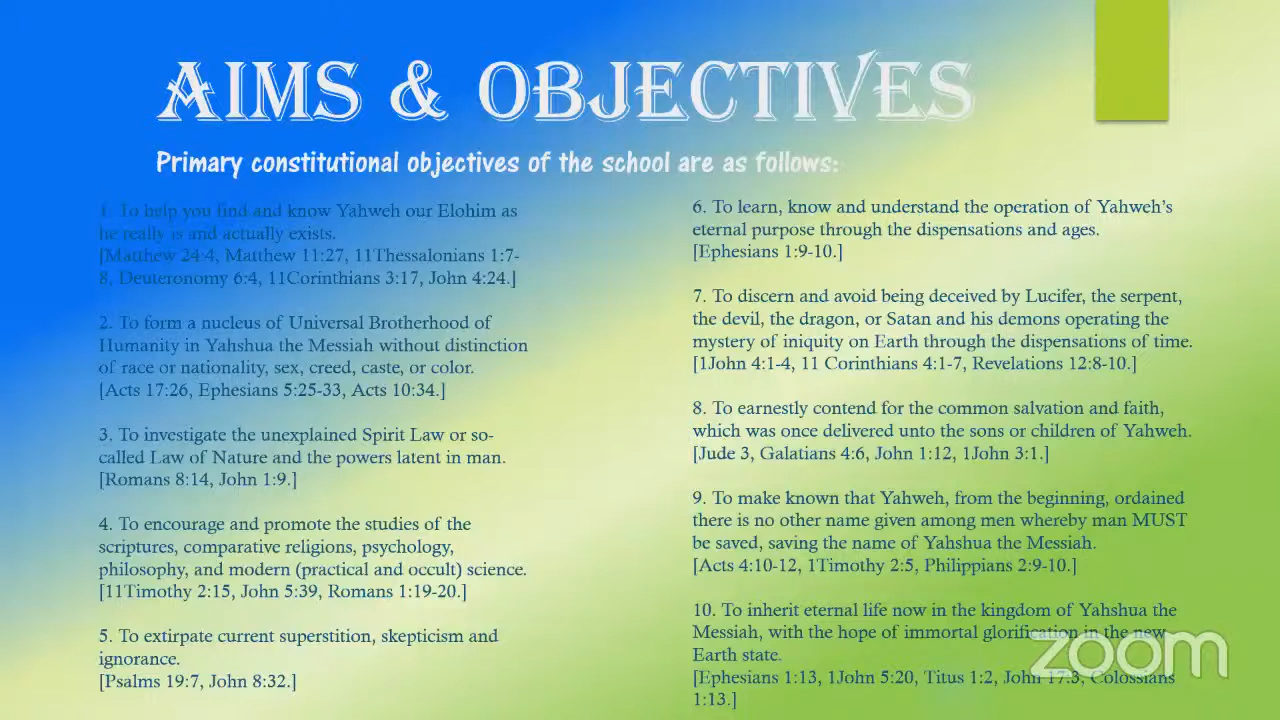 AIMS & OBJECTIVES
Primary constitutional objectives of the school are as follows:
1. To help you find and know Yahweh our Elohim as
he really is and actually exists.
[Matthew 24:4, Matthew 11:27, 11Thessalonians 1:7-
8, Deuteronomy 6:4, 11Corinthians 3:17, John 4:24.]
2. To form a nucleus of Universal Brotherhood of
Humanity in Yahshua the Messiah without distinction
of race or nationality, sex, creed, caste, or color.
[Acts 17:26, Ephesians 5:25-33, Acts 10:34.]
3. To investigate the unexplained Spirit Law or so-
called Law of Nature and the powers latent in man.
[Romans 8:14, John 1:9.]
4. To encourage and promote the studies of the
scriptures, comparative religions, psychology,
philosophy, and modern (practical and occult) science.
[11Timothy 2:15, John 5:39, Romans 1:19-20.]
5. To extirpate current superstition, skepticism and
ignorance.
[Psalms 19:7, John 8:32.]
6. To learn, know and understand the operation of Yahweh's
eternal purpose through the dispensations and ages.
[Ephesians 1:9-10.]
7. To discern and avoid being deceived by Lucifer, the serpent,
the devil, the dragon, or Satan and his demons operating the
mystery of iniquity on Earth through the dispensations of time.
[1John 4:1-4, 11 Corinthians 4:1-7, Revelations 12:8-10.]
8. To earnestly contend for the common salvation and faith,
which was once delivered unto the sons or children of Yahweh.
[Jude 3, Galatians 4:6, John 1:12, 1John 3:1.]
9. To make known that Yahweh, from the beginning, ordained
there is no other name given among men whereby man MUST
be saved, saving the name of Yahshua the Messiah.
[Acts 4:10-12, 1Timothy 2:5, Philippians 2:9-10.]
10. To inherit eternal life now in the kingdom of Yahshua the
Messiah, with the hope of immortal glorification in the new
Earth state.
[Ephesians 1:13, 1John 5:20, Titus 1:2, John 17:3, Colossians
1:13.]
zoom